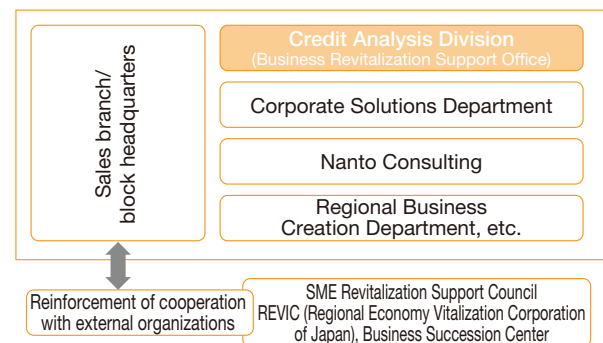 Sales branch/
block headquarters
Credit Analysis Division
(Business Revitalization Support Office)
Corporate Solutions Department
Nanto Consulting
Regional Business
Creation Department, etc.
Reinforcement of cooperation
with external organizations
SME Revitalization Support Council
REVIC (Regional Economy Vitalization Corporation
of Japan), Business Succession Center